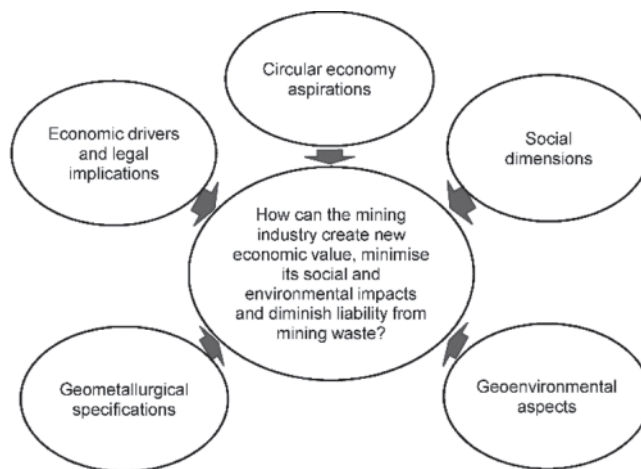 Circular economy
aspirations
Economic drivers
and legal
implications
Social
dimensions
How can the mining
industry create new
economic value, minimise
its social and
environmental impacts
and diminish liability from
mining waste?
Geometallurgical
specifications
Geoenvironmental
aspects